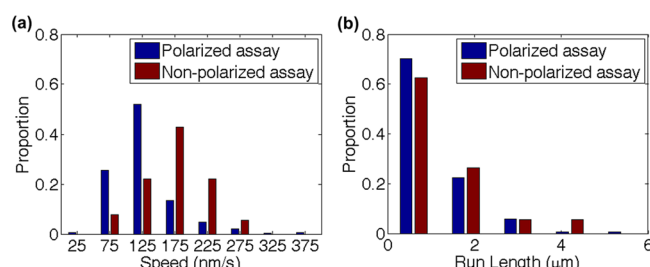 (a)
Polarized assay
Non-polarized assay
Proportion
0.8
0.6
0.4
0.2
0
25 75 125 175 225 275 325 375
Speed (nm/s)
(b)
Polarized assay
Non-polarized assay
Proportion
0.8
0.6
0.4
0.2
0
0 2 4 6
Run Length (μm)